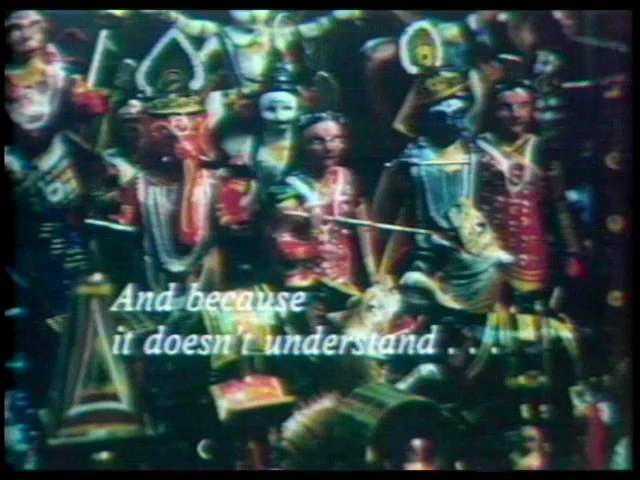 And because
it doesn't understand . . . .